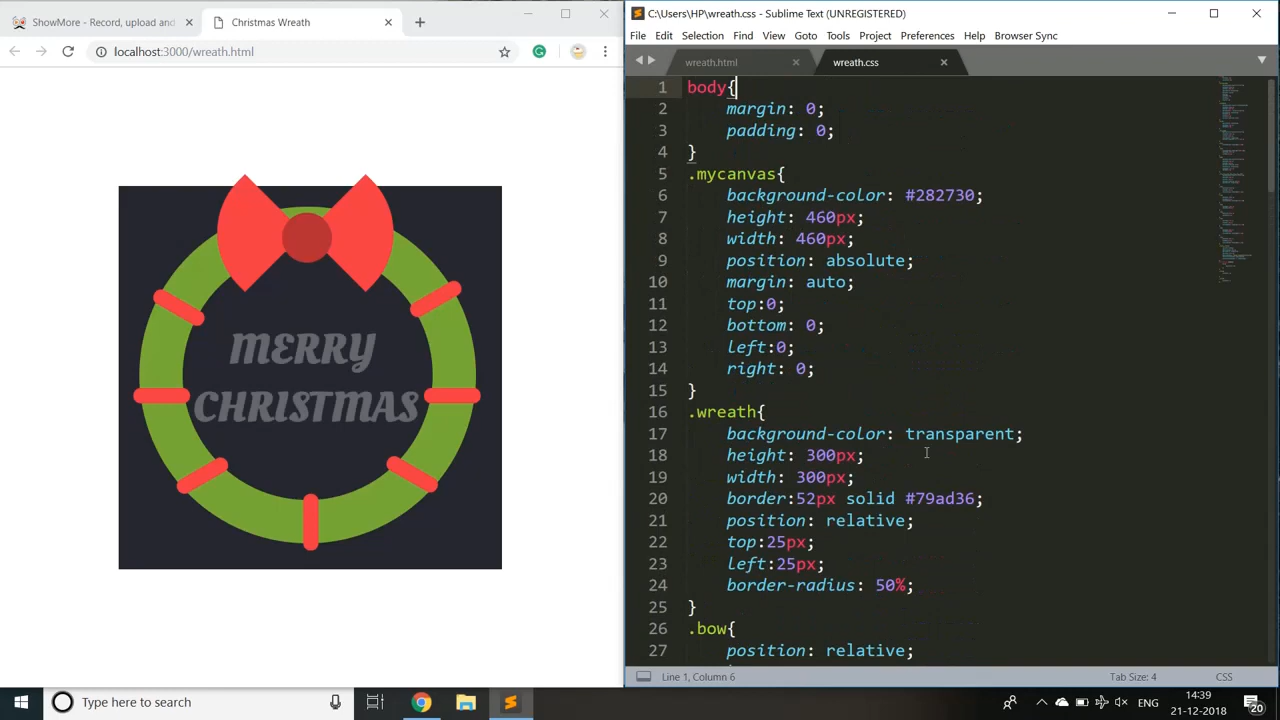 ShowMore - Record, upload and
Christmas Wreath
localhost:3000/wreath.html
MERRY
CHRISTMAS
C:\Users\HP\wreath.css - Sublime Text (UNREGISTERED)
File Edit Selection Find View Goto Tools Project Preferences Help Browser Sync
wreath.html
wreath.css
1 body{
2 margin: 0;
3 padding: 0;
4 }
5 .mycanvas{
6 background-color: #282730;
7 height: 460px;
8 width: 460px;
9 position: absolute;
10 margin: auto;
11 top:0;
12 bottom: 0;
13 left:0;
14 right: 0;
15 }
16 .wreath{
17 background-color: transparent;
18 height: 300px;
19 width: 300px;
20 border:52px solid #79ad36;
21 position: relative;
22 top:25px;
23 left:25px;
24 border-radius: 50%;
25 }
26 .bow{
27 position: relative;
Line 1, Column 6
Tab Size: 4
CSS
Type here to search
ENG
14:39
21-12-2018
20